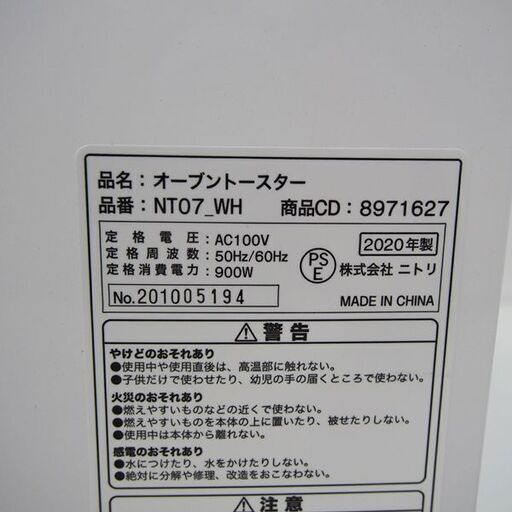 品名：オーブントースター
品番：NT07_WH 商品CD：8971627
定格電圧：AC100V
定格周波数：50Hz/60Hz
定格消費電力：900W
PS
E
2020年製
株式会社ニトリ
No.201005194
MADE IN CHINA
警告
やけどのおそれあり
●使用中や使用直後は、高温部に触れない。
●子供だけで使わせたり、幼児の手の届くところで使わない。
火災のおそれあり
●燃えやすいものなどの近くで使わない。
●燃えやすいものを本体の上に置いたり、被せたりしない。
●使用中は本体から離れない。
感電のおそれあり
●水につけたり、水をかけたりしない。
●絶対に分解や修理、改造をおこなわない。
注意